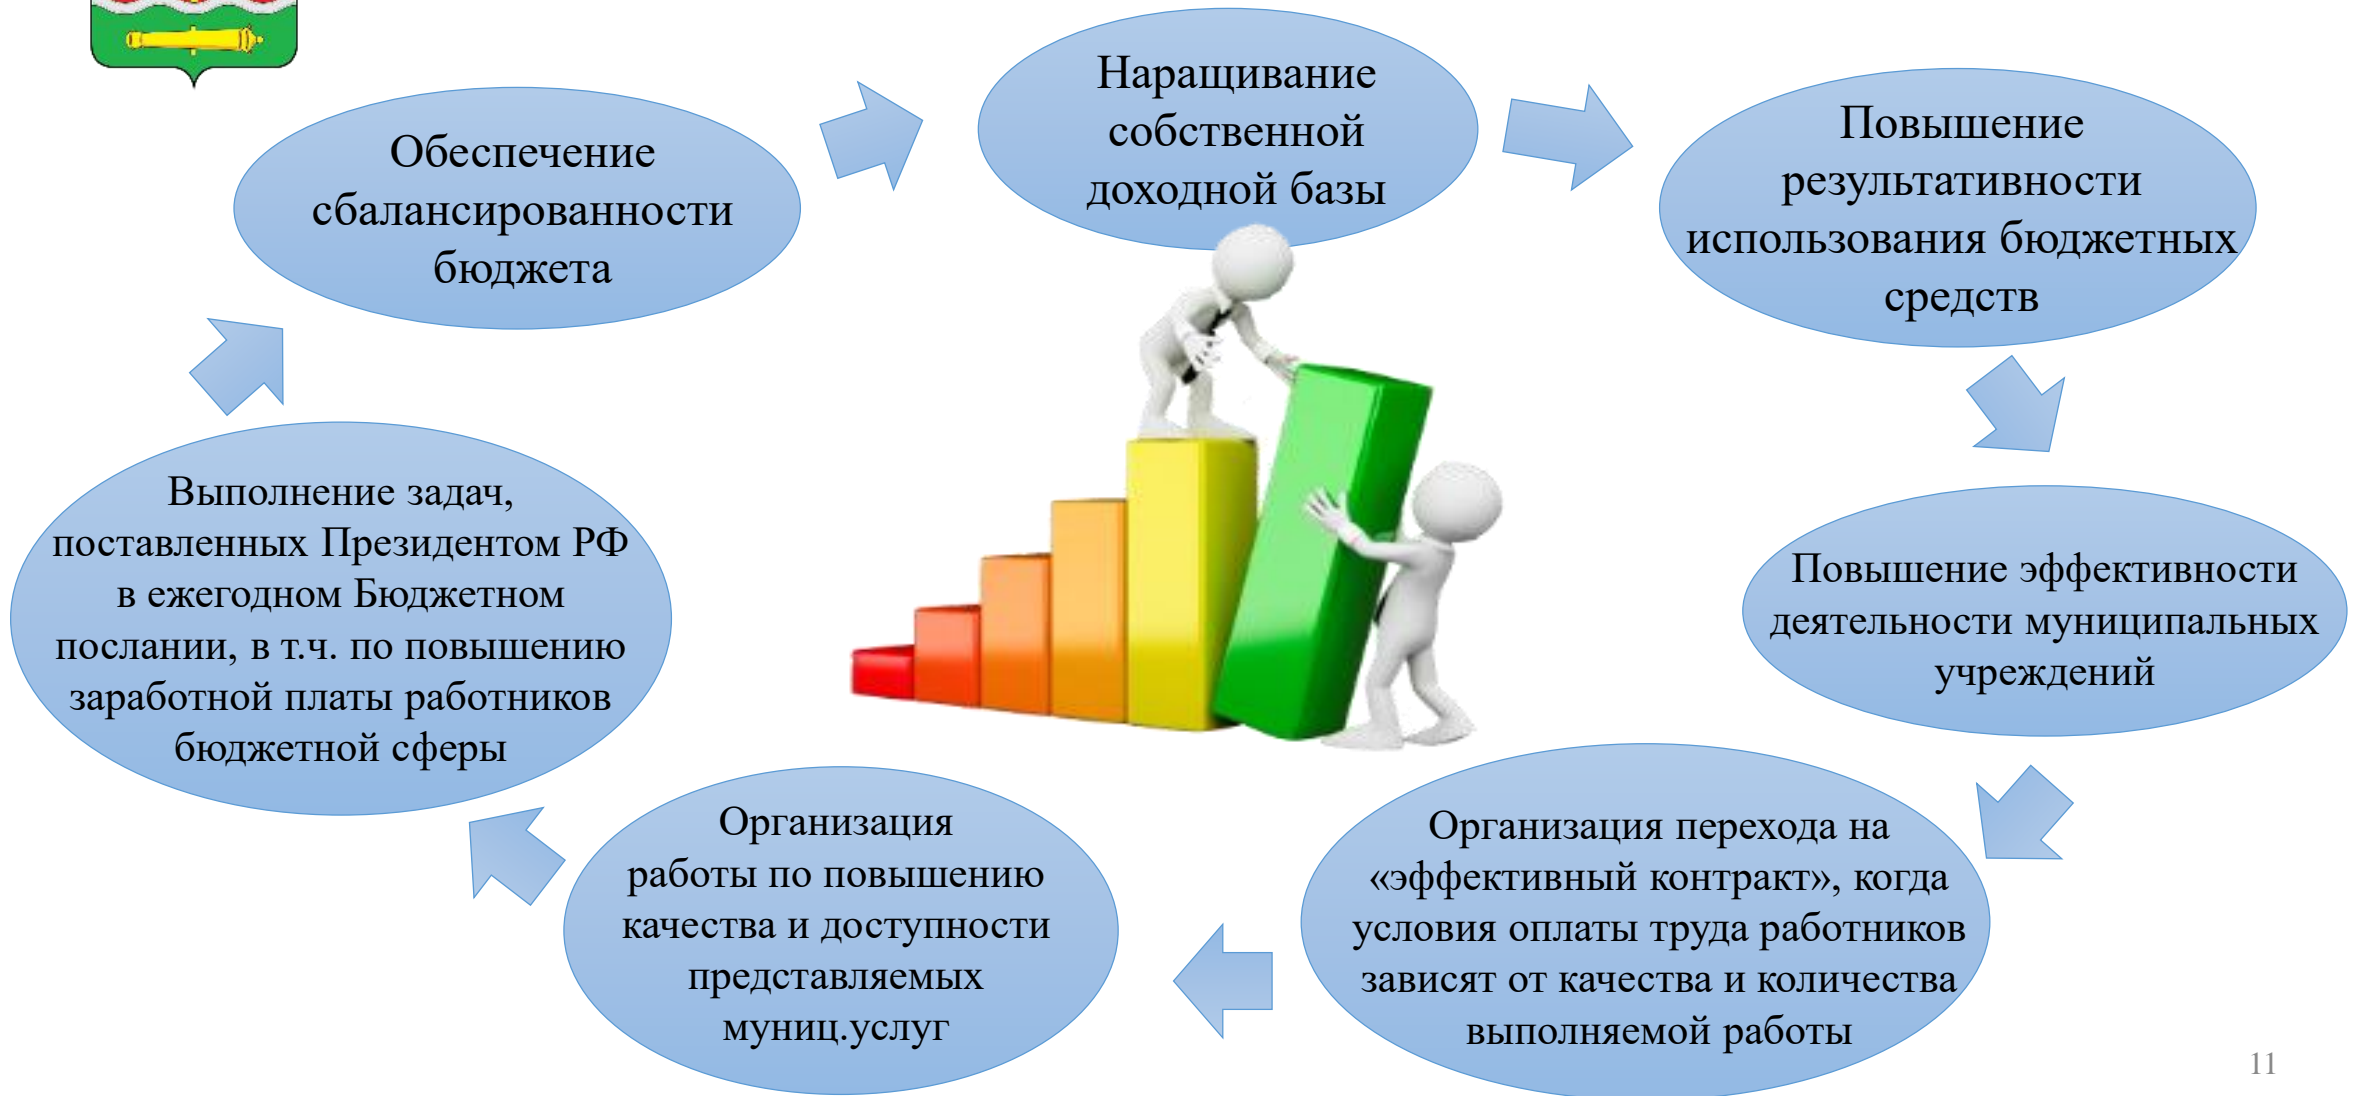 Обеспечение
сбалансированности
бюджета
Наращивание
собственной
доходной базы
Повышение
результативности
использования бюджетных
средств
Повышение эффективности
деятельности муниципальных
учреждений
Организация перехода на
«эффективный контракт», когда
условия оплаты труда работников
зависят от качества и количества
выполняемой работы
Организация
работы по повышению
качества и доступности
представляемых
муниц.услуг
Выполнение задач,
поставленных Президентом РФ
в ежегодном Бюджетном
послании, в т.ч. по повышению
заработной платы работников
бюджетной сферы
11